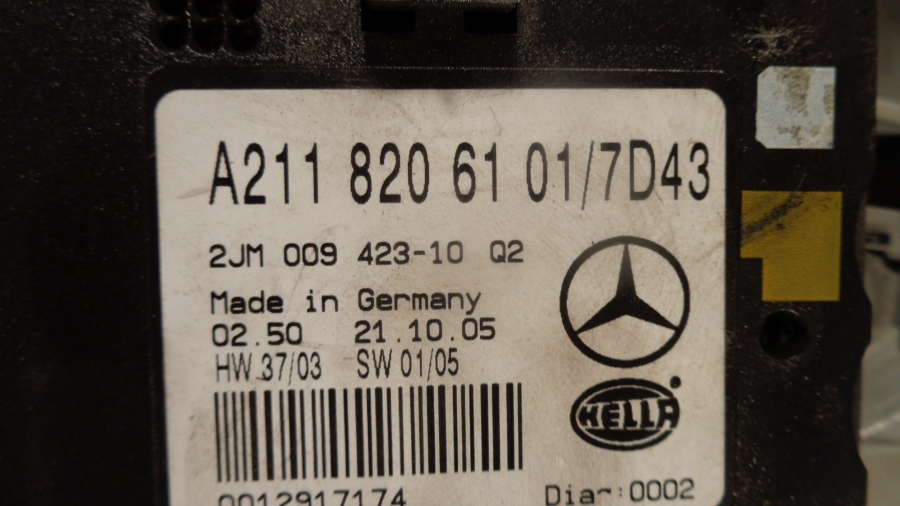 A211 820 61 01/7D43
2JM 009 423-10 Q2
Made in Germany
02.50 21.10.05
HW 37/03 SW 01/05
HELLA
0012917174 Diag:0002